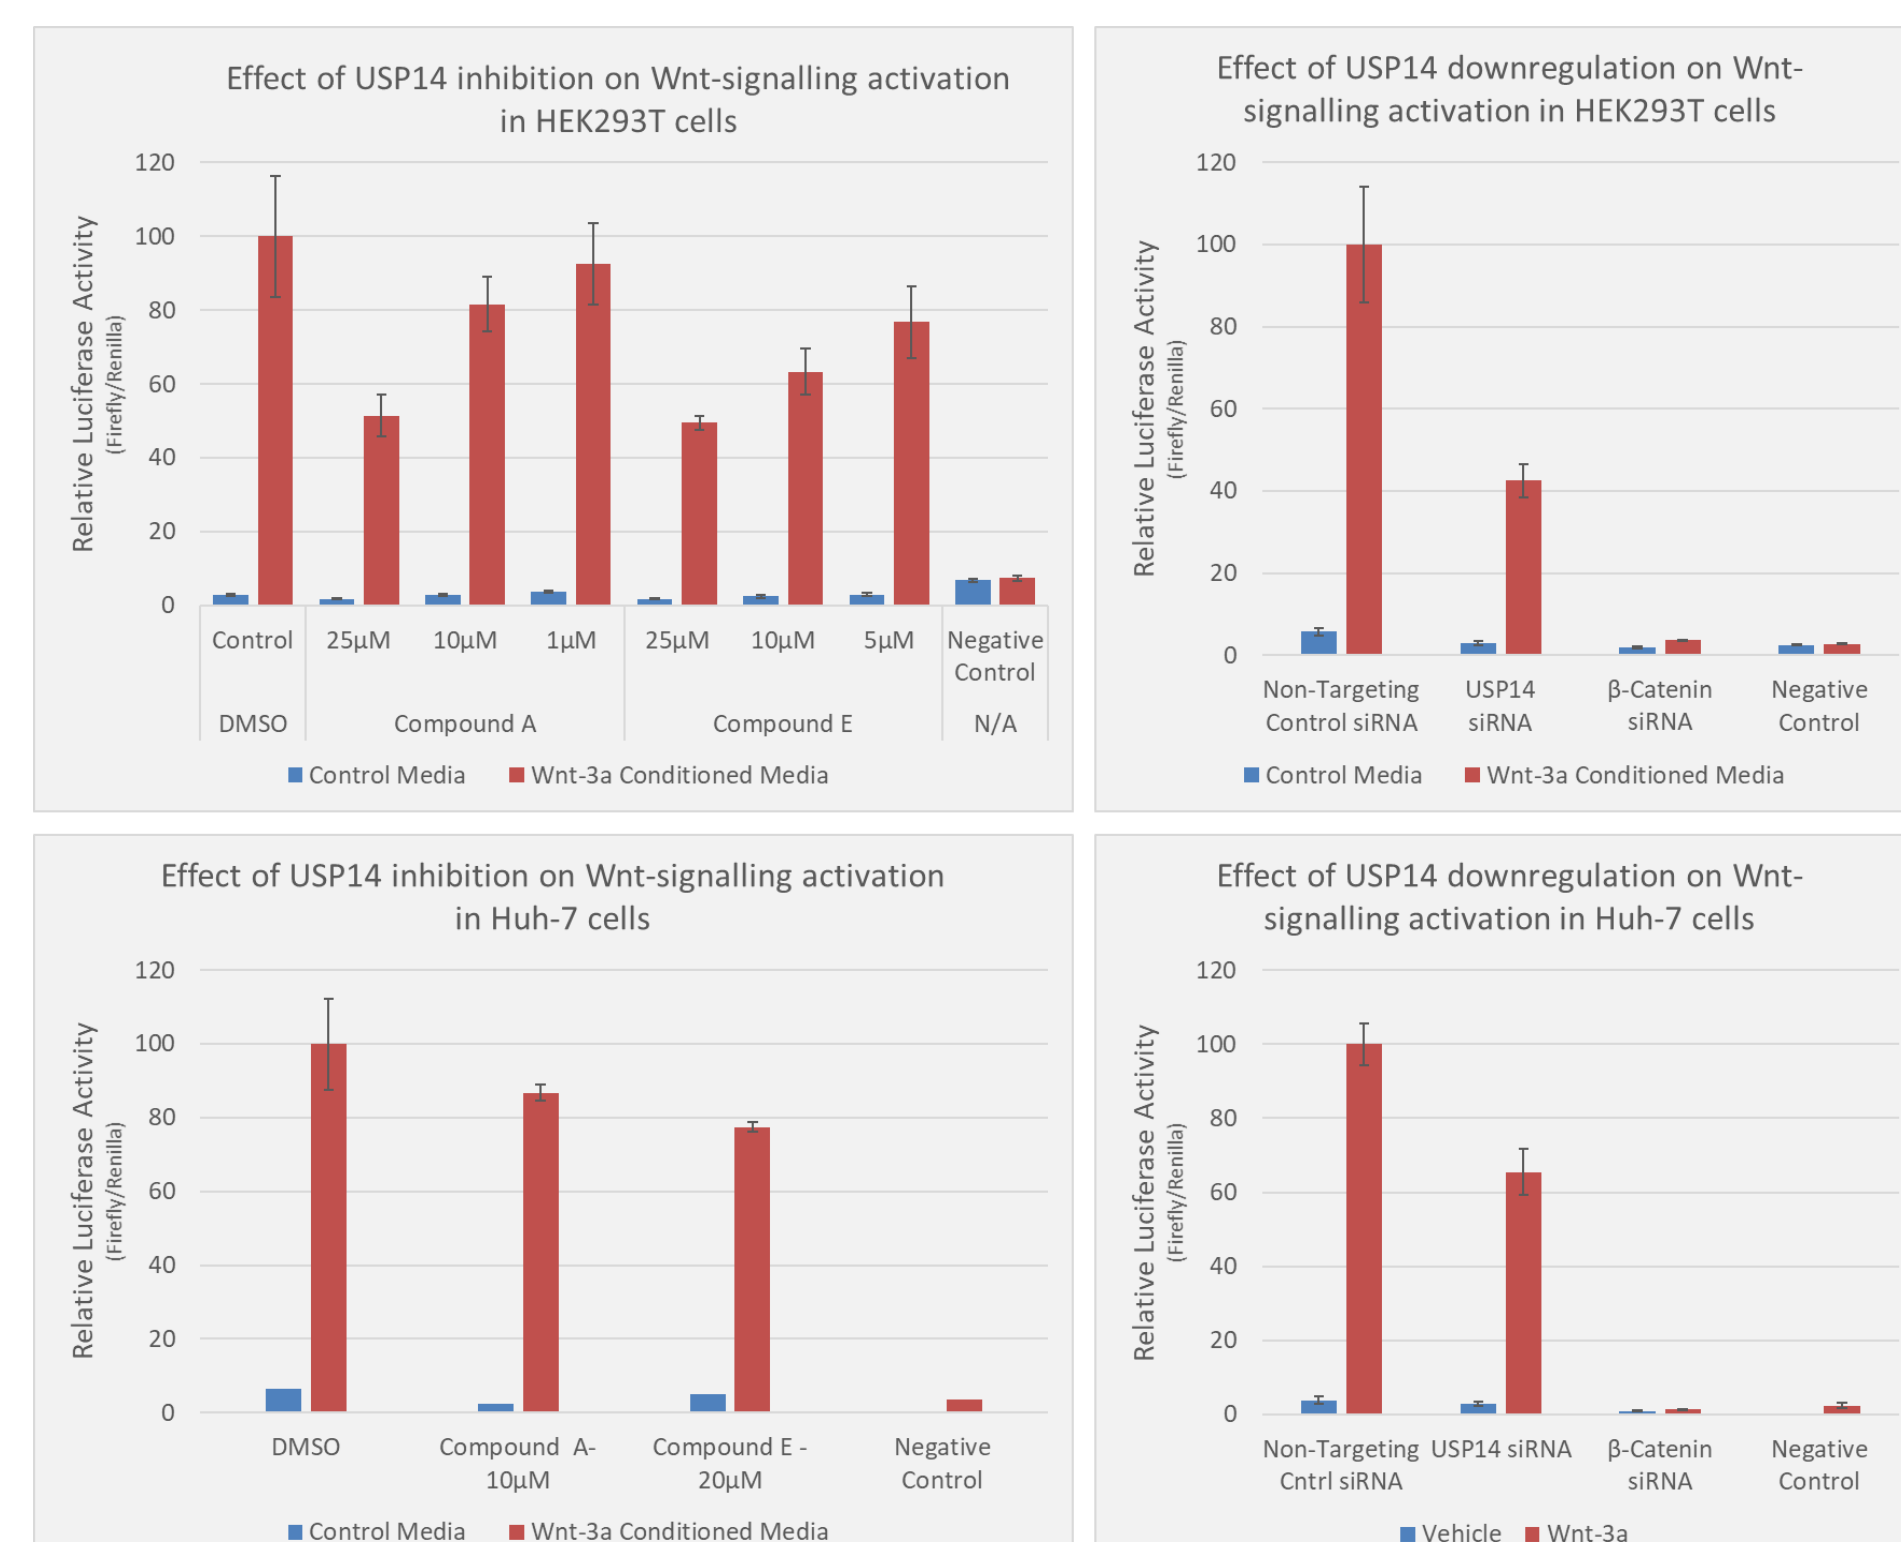 Effect of USP14 inhibition on Wnt-signalling activation
in HEK293T cells
Relative Luciferase Activity
(Firefly/Renilla)
120
100
80
60
40
20
0
Control 25µM 10µM 1µM 25µM 10µM 5µM Negative
Control
DMSO Compound A Compound E N/A
Control Media Wnt-3a Conditioned Media
Effect of USP14 downregulation on Wnt-
signalling activation in HEK293T cells
Relative Luciferase Activity
(Firefly/Renilla)
120
100
80
60
40
20
0
Non-Targeting USP14 β-Catenin Negative
Control siRNA siRNA siRNA Control
Control Media Wnt-3a Conditioned Media
Effect of USP14 inhibition on Wnt-signalling activation
in Huh-7 cells
Relative Luciferase Activity
(Firefly/Renilla)
120
100
80
60
40
20
0
DMSO Compound A- Compound E - Negative
10µM 20µM Control
Control Media Wnt-3a Conditioned Media
Effect of USP14 downregulation on Wnt-
signalling activation in Huh-7 cells
Relative Luciferase Activity
(Firefly/Renilla)
120
100
80
60
40
20
0
Non-Targeting USP14 siRNA β-Catenin Negative
Cntrl siRNA siRNA Control
Vehicle Wnt-3a